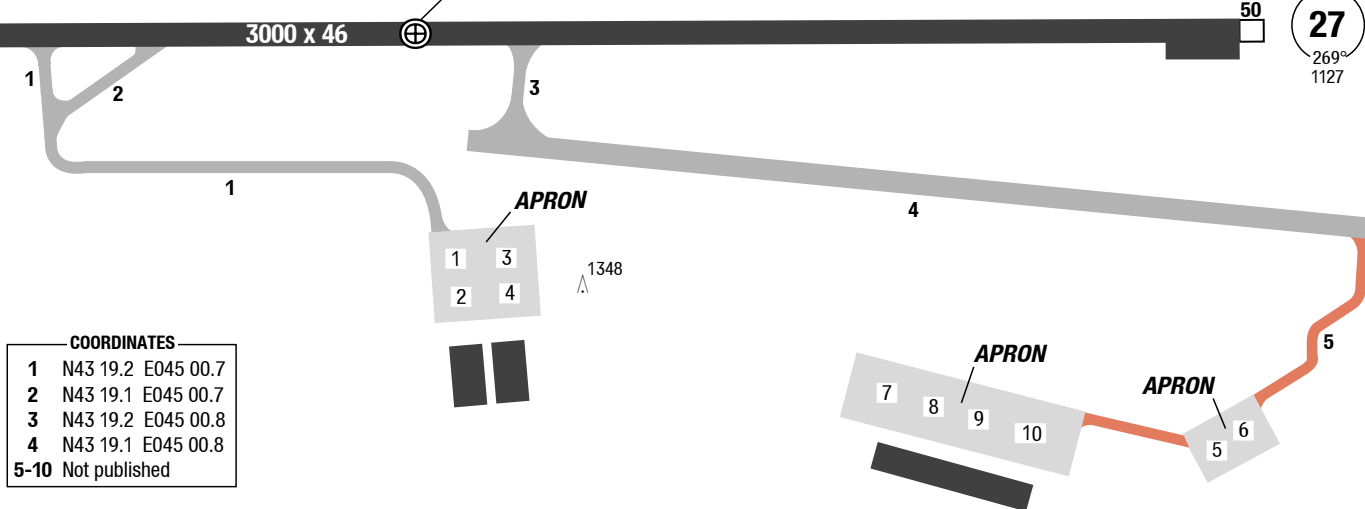 50
27
3000 x 46
269°
1127
1
2
3
1
4
APRON
1 3
1348
2 4
COORDINATES
1 N43 19.2 E045 00.7
2 N43 19.1 E045 00.7
3 N43 19.2 E045 00.8
4 N43 19.1 E045 00.8
5-10 Not published
5
APRON
APRON
7
8
9
10
6
5